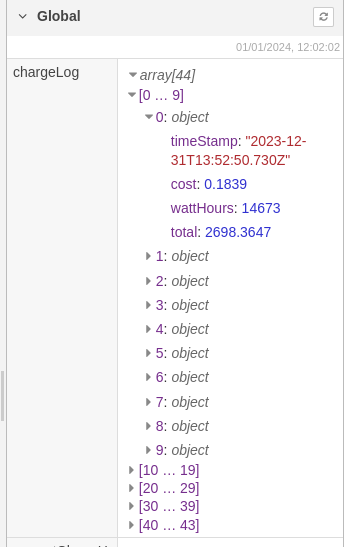 Global
01/01/2024, 12:02:02
chargeLog
array[44]
[0 … 9]
0: object
timeStamp: "2023-12-
31T13:52:50.730Z"
cost: 0.1839
wattHours: 14673
total: 2698.3647
1: object
2: object
3: object
4: object
5: object
6: object
7: object
8: object
9: object
[10 … 19]
[20 … 29]
[30 … 39]
[40 … 43]